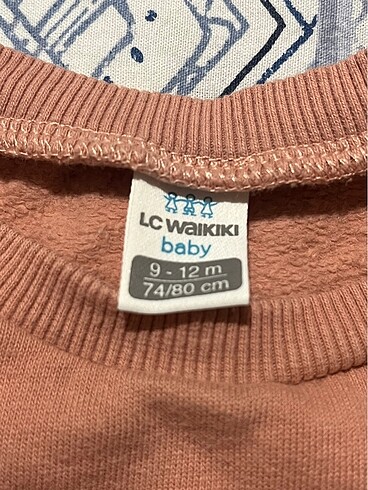 LC WAIKIKI
baby
9 - 12 m
74/80 cm